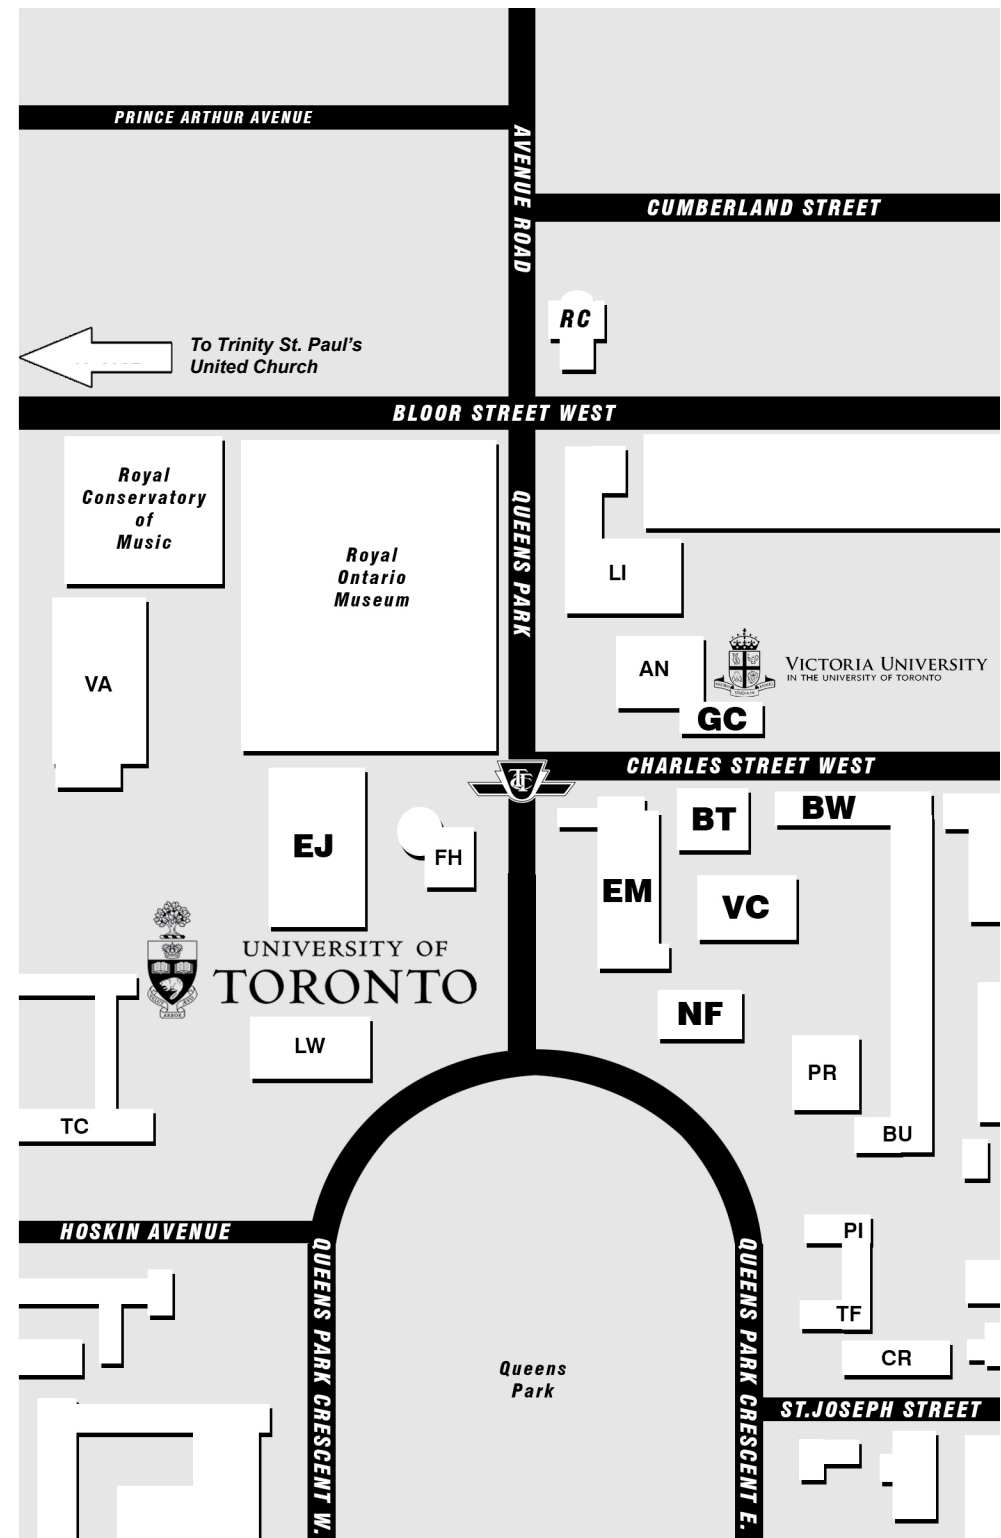 PRINCE ARTHUR AVENUE
AVENUE ROAD
CUMBERLAND STREET
RC
To Trinity St. Paul's
United Church
BLOOR STREET WEST
Royal
Conservatory
of
Music
Royal
Ontario
Museum
QUEENS PARK
LI
VA
AN
VICTORIA UNIVERSITY
IN THE UNIVERSITY OF TORONTO
GC
CHARLES STREET WEST
TTC
EJ
FH
BT
BW
EM
VC
UNIVERSITY OF
TORONTO
NF
LW
PR
TC
BU
HOSKIN AVENUE
PI
TF
CR
QUEENS PARK CRESCENT W.
Queens
Park
QUEENS PARK CRESCENT E.
ST.JOSEPH STREET